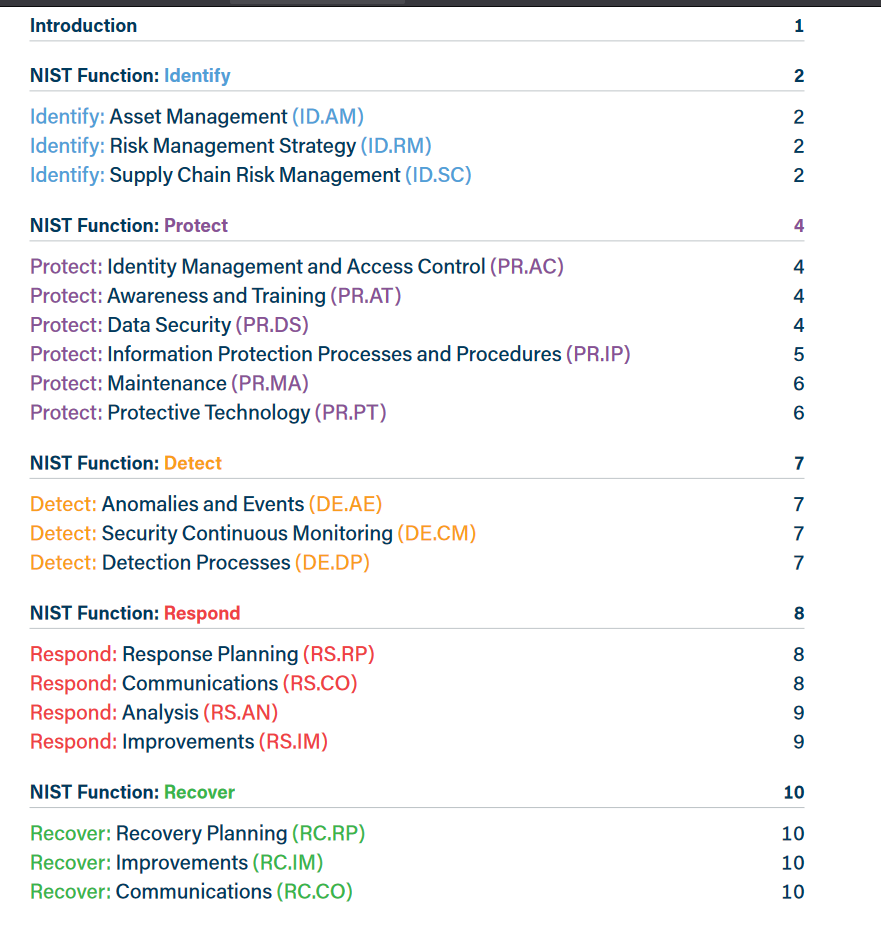 Introduction 1
NIST Function: Identify 2
Identify: Asset Management (ID.AM) 2
Identify: Risk Management Strategy (ID.RM) 2
Identify: Supply Chain Risk Management (ID.SC) 2
NIST Function: Protect 4
Protect: Identity Management and Access Control (PR.AC) 4
Protect: Awareness and Training (PR.AT) 4
Protect: Data Security (PR.DS) 4
Protect: Information Protection Processes and Procedures (PR.IP) 5
Protect: Maintenance (PR.MA) 6
Protect: Protective Technology (PR.PT) 6
NIST Function: Detect 7
Detect: Anomalies and Events (DE.AE) 7
Detect: Security Continuous Monitoring (DE.CM) 7
Detect: Detection Processes (DE.DP) 7
NIST Function: Respond 8
Respond: Response Planning (RS.RP) 8
Respond: Communications (RS.CO) 8
Respond: Analysis (RS.AN) 9
Respond: Improvements (RS.IM) 9
NIST Function: Recover 10
Recover: Recovery Planning (RC.RP) 10
Recover: Improvements (RC.IM) 10
Recover: Communications (RC.CO) 10